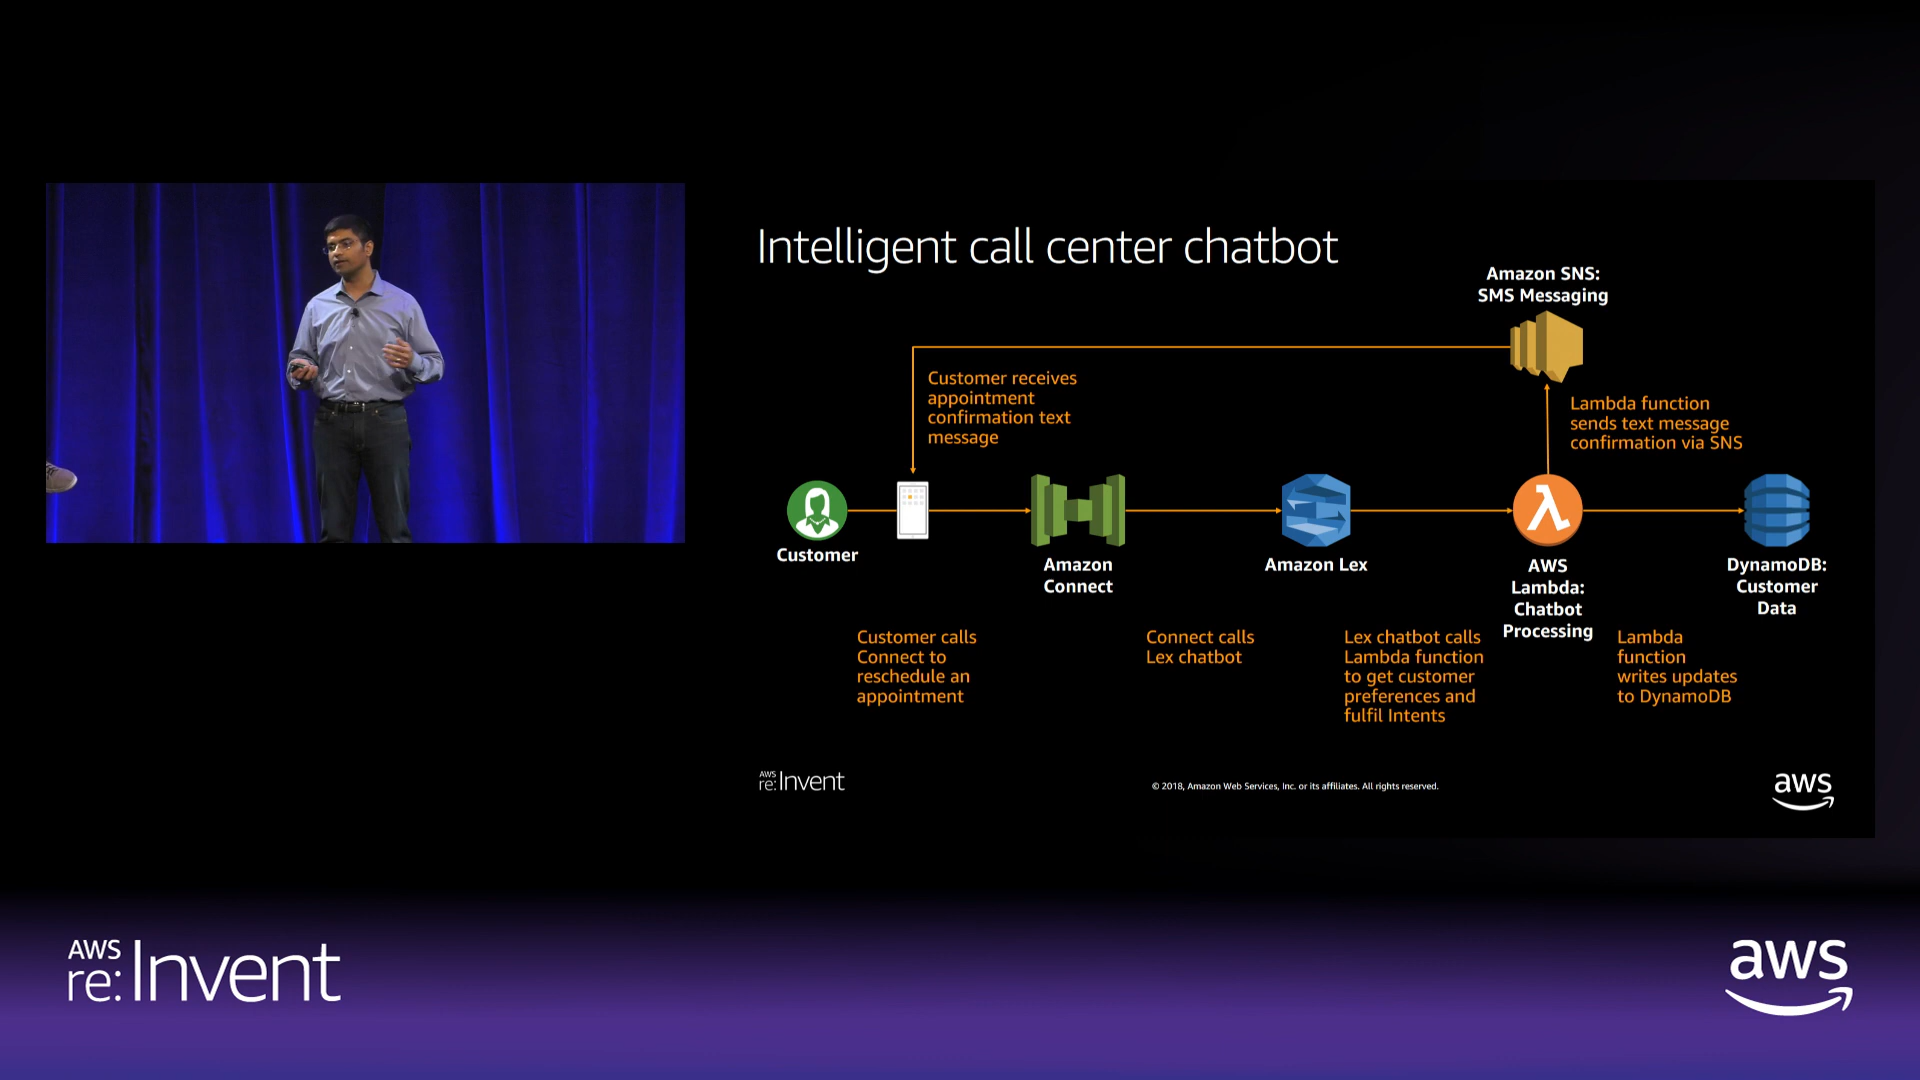 Intelligent call center chatbot
Amazon SNS:
SMS Messaging
Customer receives
appointment
confirmation text
message
Lambda function
sends text message
confirmation via SNS
Customer
Amazon
Connect
Amazon Lex
λ
AWS
Lambda:
Chatbot
Processing
DynamoDB:
Customer
Data
Customer calls
Connect to
reschedule an
appointment
Connect calls
Lex chatbot
Lex chatbot calls
Lambda function
to get customer
preferences and
fulfil Intents
Lambda
function
writes updates
to DynamoDB
AWS
re:Invent
© 2018, Amazon Web Services, Inc. or its affiliates. All rights reserved.
aws
AWS
re:Invent
aws